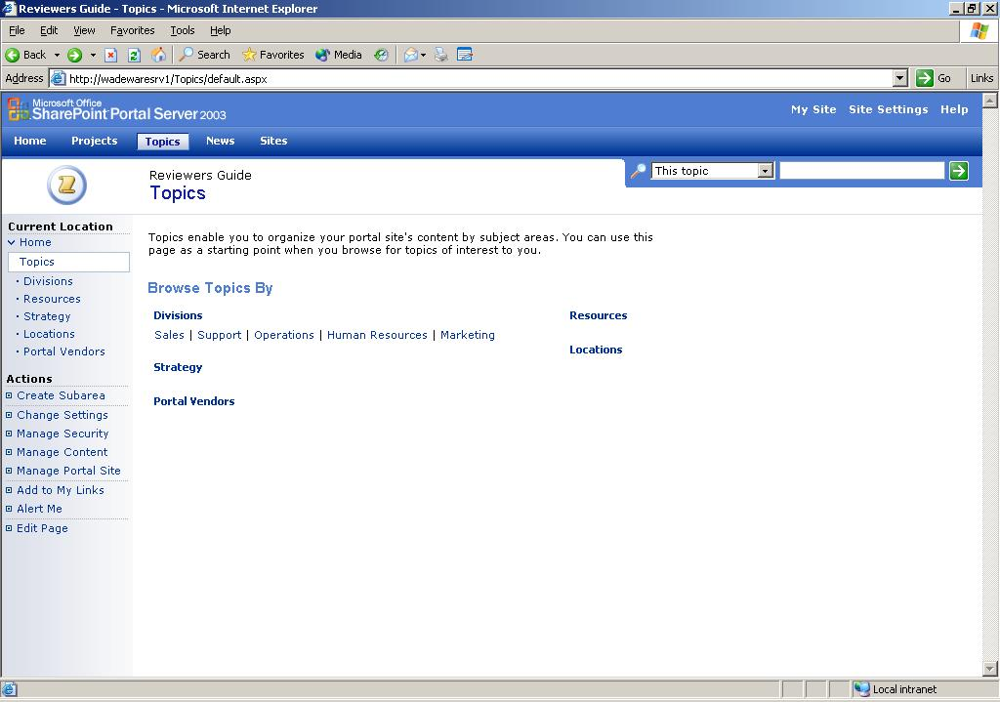 Reviewers Guide - Topics - Microsoft Internet Explorer
File Edit View Favorites Tools Help
Back Search Favorites Media
Address http://wadewaresrv1/Topics/default.aspx Go Links
Microsoft Office
SharePoint Portal Server 2003
My Site Site Settings Help
Home Projects Topics News Sites
This topic
Reviewers Guide
Topics
Current Location
Home
Topics
Divisions
Resources
Strategy
Locations
Portal Vendors
Actions
Create Subarea
Change Settings
Manage Security
Manage Content
Manage Portal Site
Add to My Links
Alert Me
Edit Page
Topics enable you to organize your portal site's content by subject areas. You can use this
page as a starting point when you browse for topics of interest to you.
Browse Topics By
Divisions
Sales | Support | Operations | Human Resources | Marketing
Strategy
Portal Vendors
Resources
Locations
Local intranet